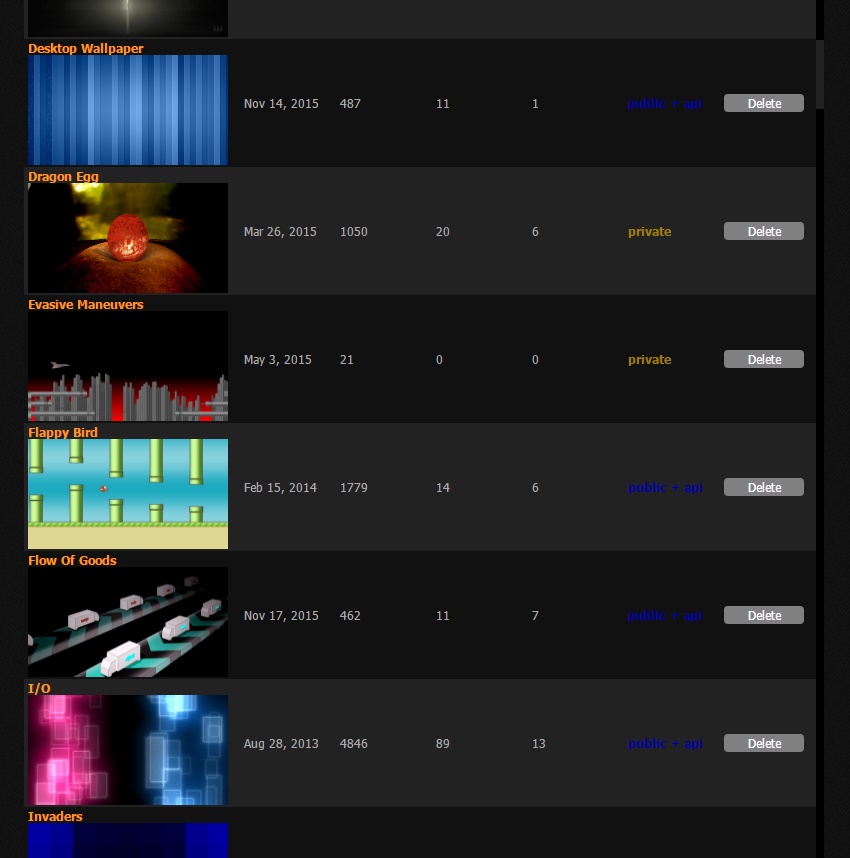 Desktop Wallpaper
Nov 14, 2015 487 11 1 public + api Delete
Dragon Egg
Mar 26, 2015 1050 20 6 private Delete
Evasive Maneuvers
May 3, 2015 21 0 0 private Delete
Flappy Bird
Feb 15, 2014 1779 14 6 public + api Delete
Flow Of Goods
Nov 17, 2015 462 11 7 public + api Delete
I/O
Aug 28, 2013 4846 89 13 public + api Delete
Invaders